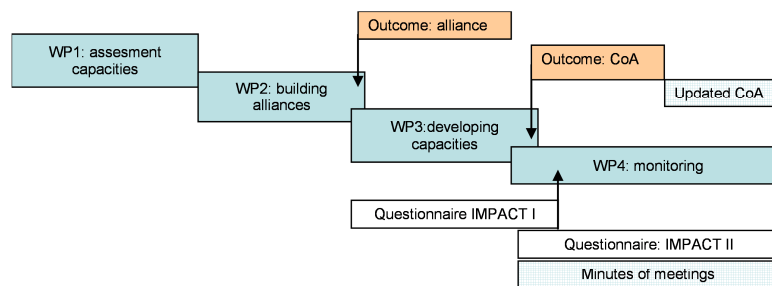 Outcome: alliance
WP1: assesment
capacities
Outcome: CoA
WP2: building
alliances
Updated CoA
WP3:developing
capacities
WP4: monitoring
Questionnaire IMPACT I
Questionnaire: IMPACT II
Minutes of meetings